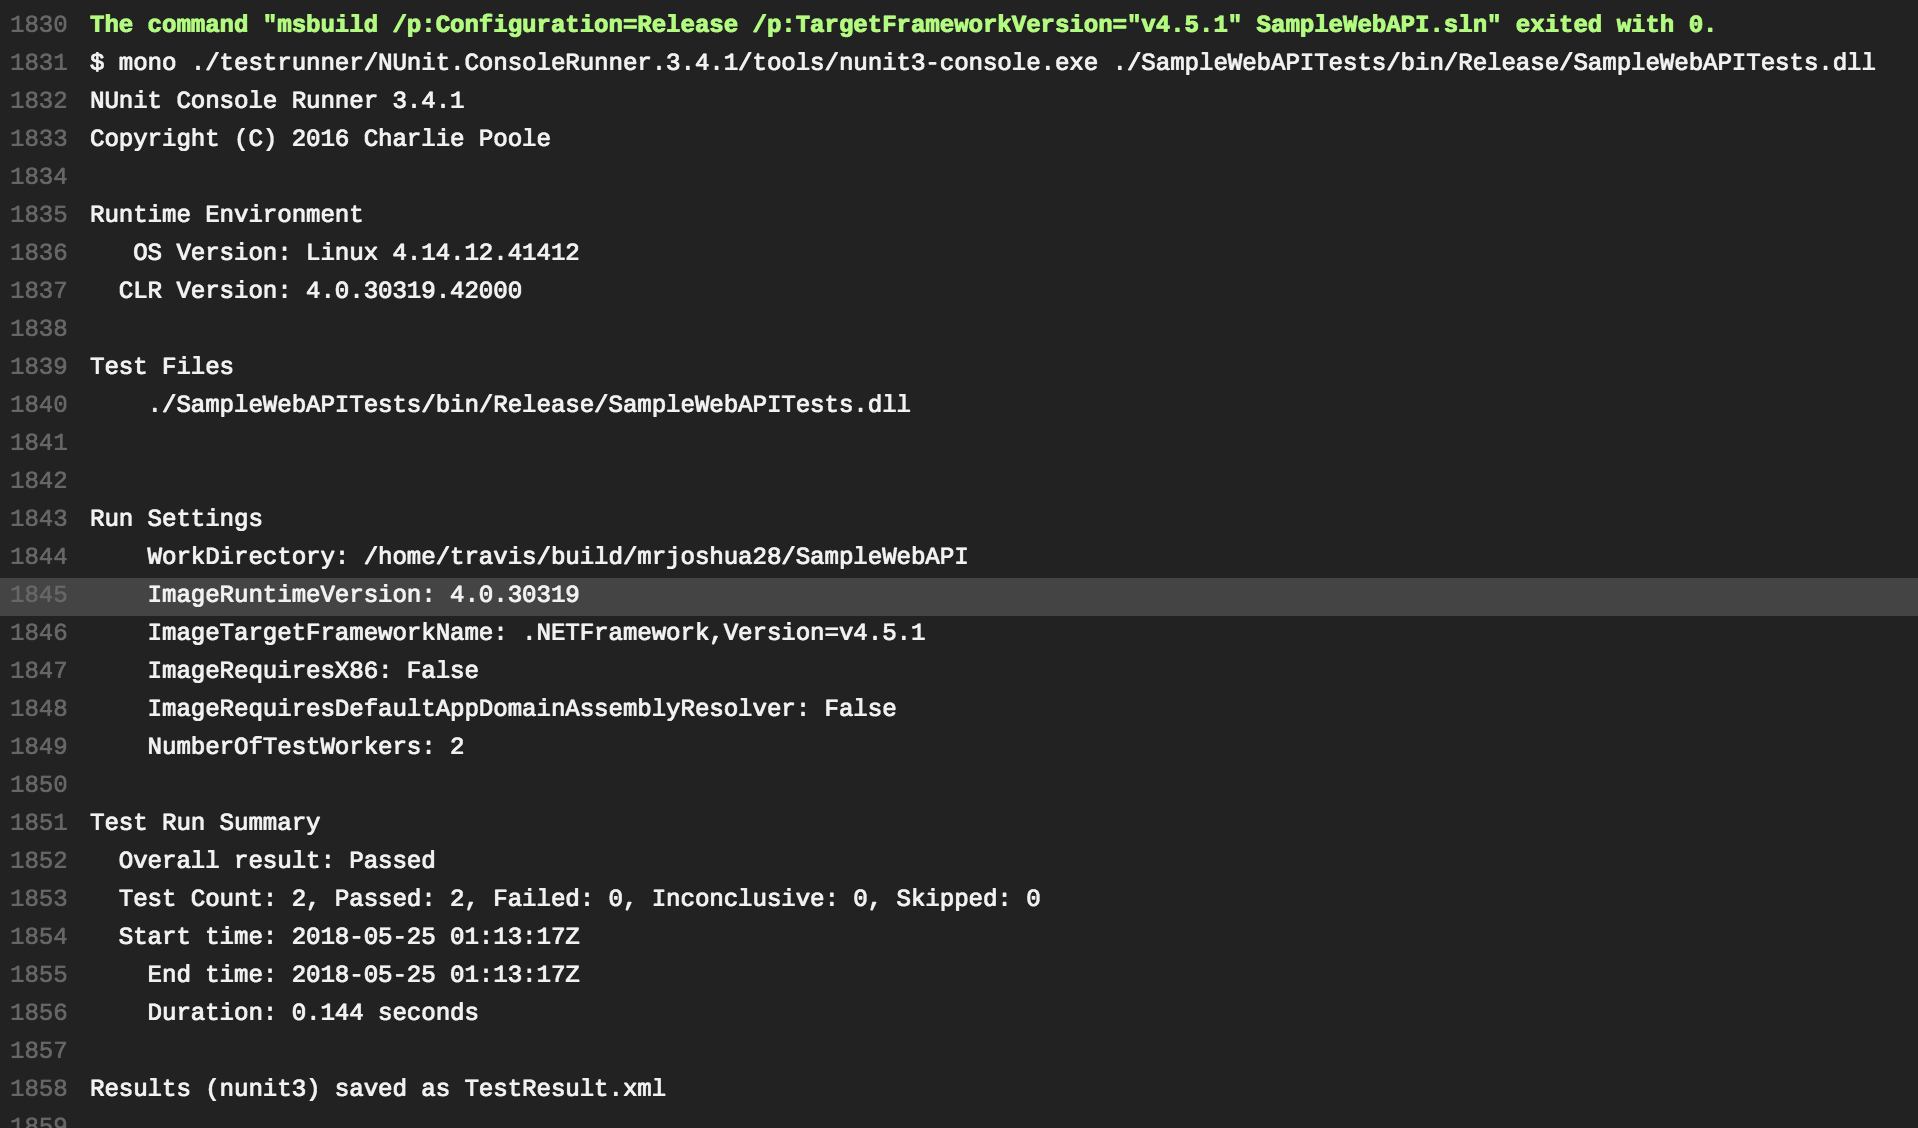 1830 The command "msbuild /p:Configuration=Release /p:TargetFrameworkVersion="v4.5.1" SampleWebAPI.sln" exited with 0.
1831 $ mono ./testrunner/NUnit.ConsoleRunner.3.4.1/tools/nunit3-console.exe ./SampleWebAPITests/bin/Release/SampleWebAPITests.dll
1832 NUnit Console Runner 3.4.1
1833 Copyright (C) 2016 Charlie Poole
1834
1835 Runtime Environment
1836 OS Version: Linux 4.14.12.41412
1837 CLR Version: 4.0.30319.42000
1838
1839 Test Files
1840 ./SampleWebAPITests/bin/Release/SampleWebAPITests.dll
1841
1842
1843 Run Settings
1844 WorkDirectory: /home/travis/build/mrjoshua28/SampleWebAPI
1845 ImageRuntimeVersion: 4.0.30319
1846 ImageTargetFrameworkName: .NETFramework,Version=v4.5.1
1847 ImageRequiresX86: False
1848 ImageRequiresDefaultAppDomainAssemblyResolver: False
1849 NumberOfTestWorkers: 2
1850
1851 Test Run Summary
1852 Overall result: Passed
1853 Test Count: 2, Passed: 2, Failed: 0, Inconclusive: 0, Skipped: 0
1854 Start time: 2018-05-25 01:13:17Z
1855 End time: 2018-05-25 01:13:17Z
1856 Duration: 0.144 seconds
1857
1858 Results (nunit3) saved as TestResult.xml
1859